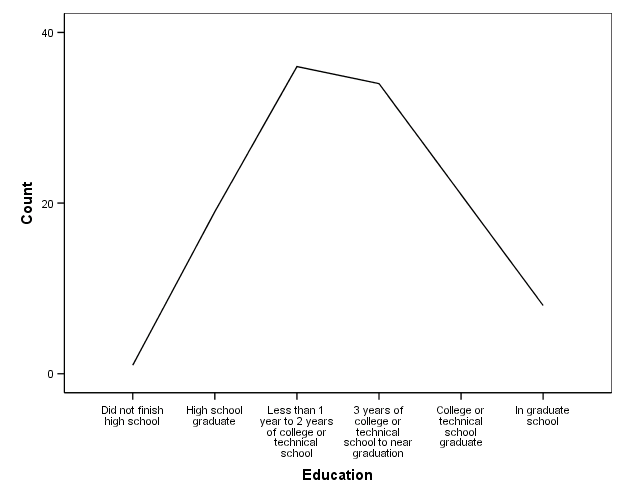 40
Count
20
0
Did not finish
high school
High school
graduate
Less than 1
year to 2 years
of college or
technical
school
3 years of
college or
technical
school to near
graduation
College or
technical
school
graduate
In graduate
school
Education